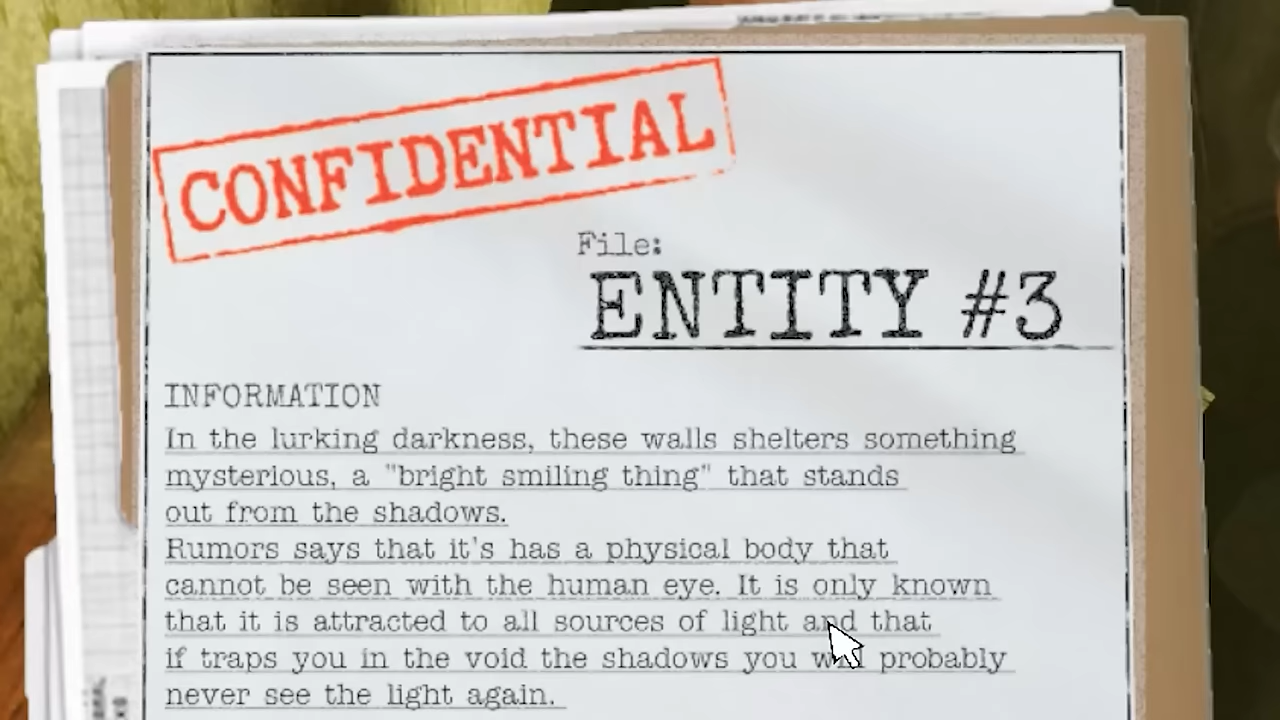 CONFIDENTIAL
File:
ENTITY #3
INFORMATION
In the lurking darkness, these walls shelters something
mysterious, a "bright smiling thing" that stands
out from the shadows.
Rumors says that it's has a physical body that
cannot be seen with the human eye. It is only known
that it is attracted to all sources of light and that
if traps you in the void the shadows you will probably
never see the light again.